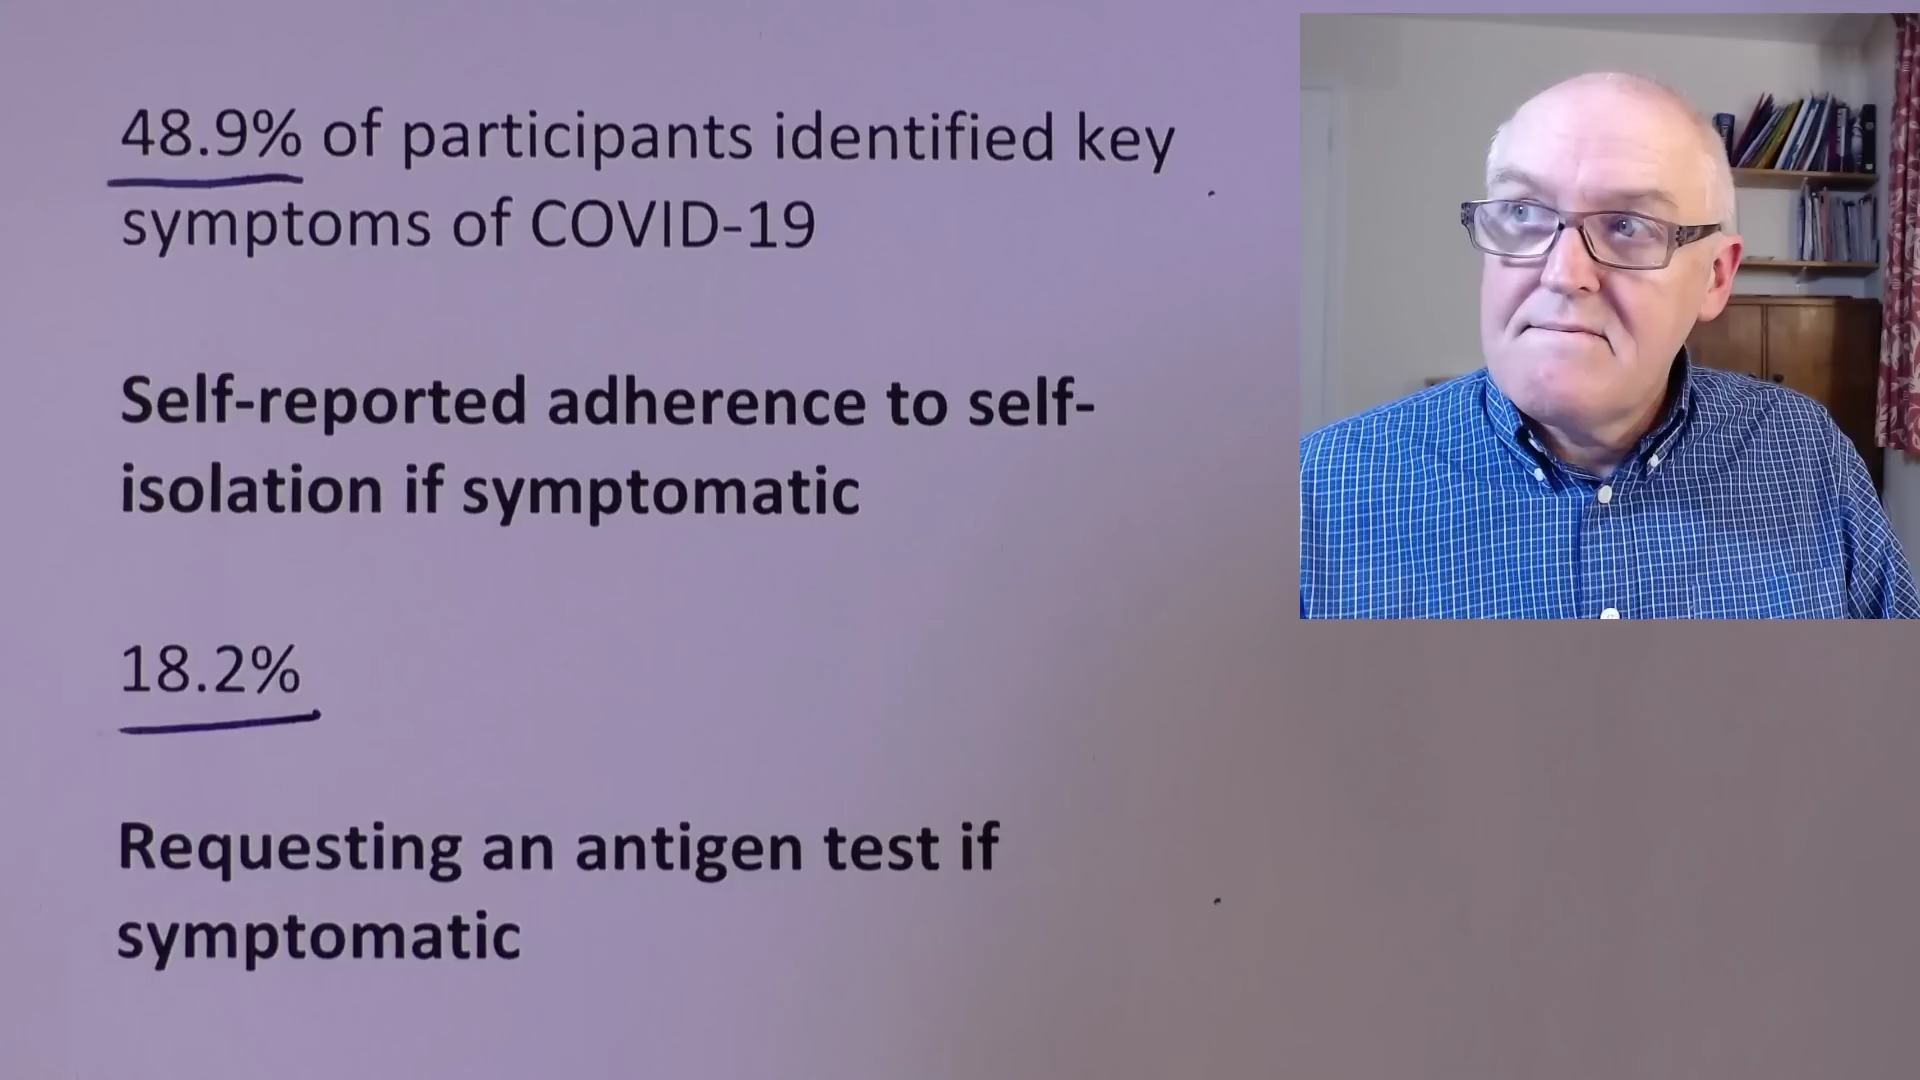 48.9% of participants identified key
symptoms of COVID-19
Self-reported adherence to self-
isolation if symptomatic
18.2%
Requesting an antigen test if
symptomatic